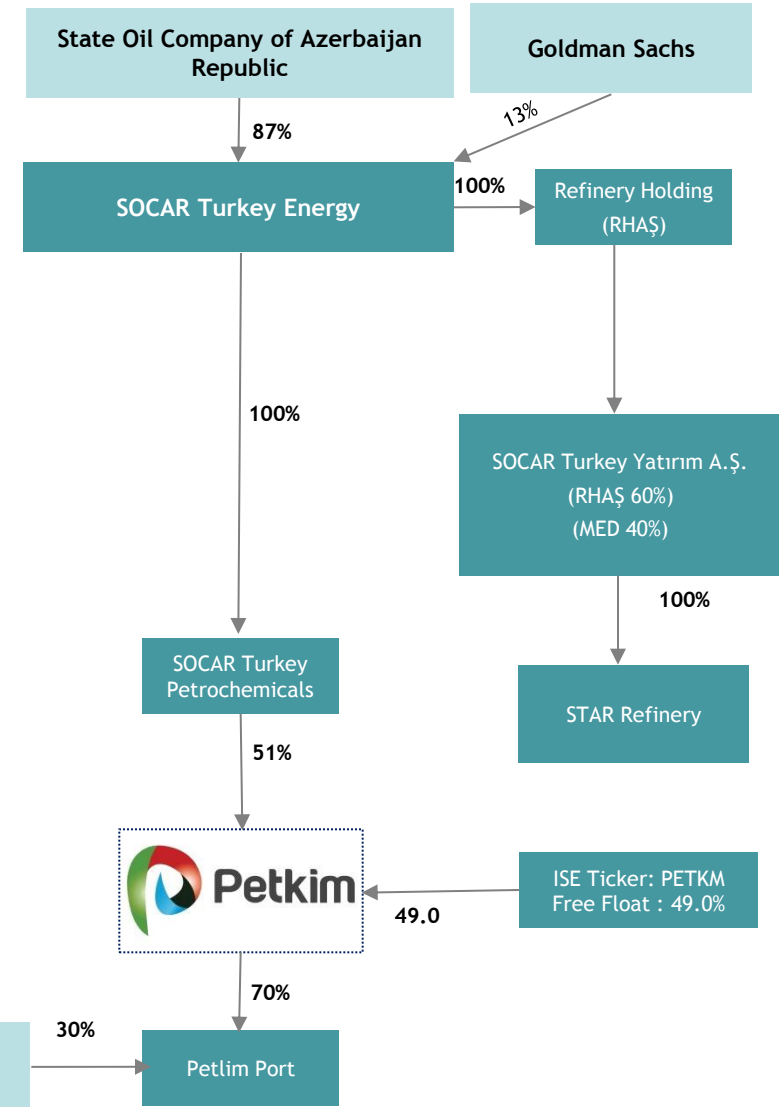 State Oil Company of Azerbaijan
Republic
Goldman Sachs
87%
13%
SOCAR Turkey Energy
100%
Refinery Holding
(RHAŞ)
100%
SOCAR Turkey Yatırım A.Ş.
(RHAŞ 60%)
(MED 40%)
100%
SOCAR Turkey
Petrochemicals
STAR Refinery
51%
Petkim
49.0
ISE Ticker: PETKM
Free Float : 49.0%
70%
30%
Petlim Port